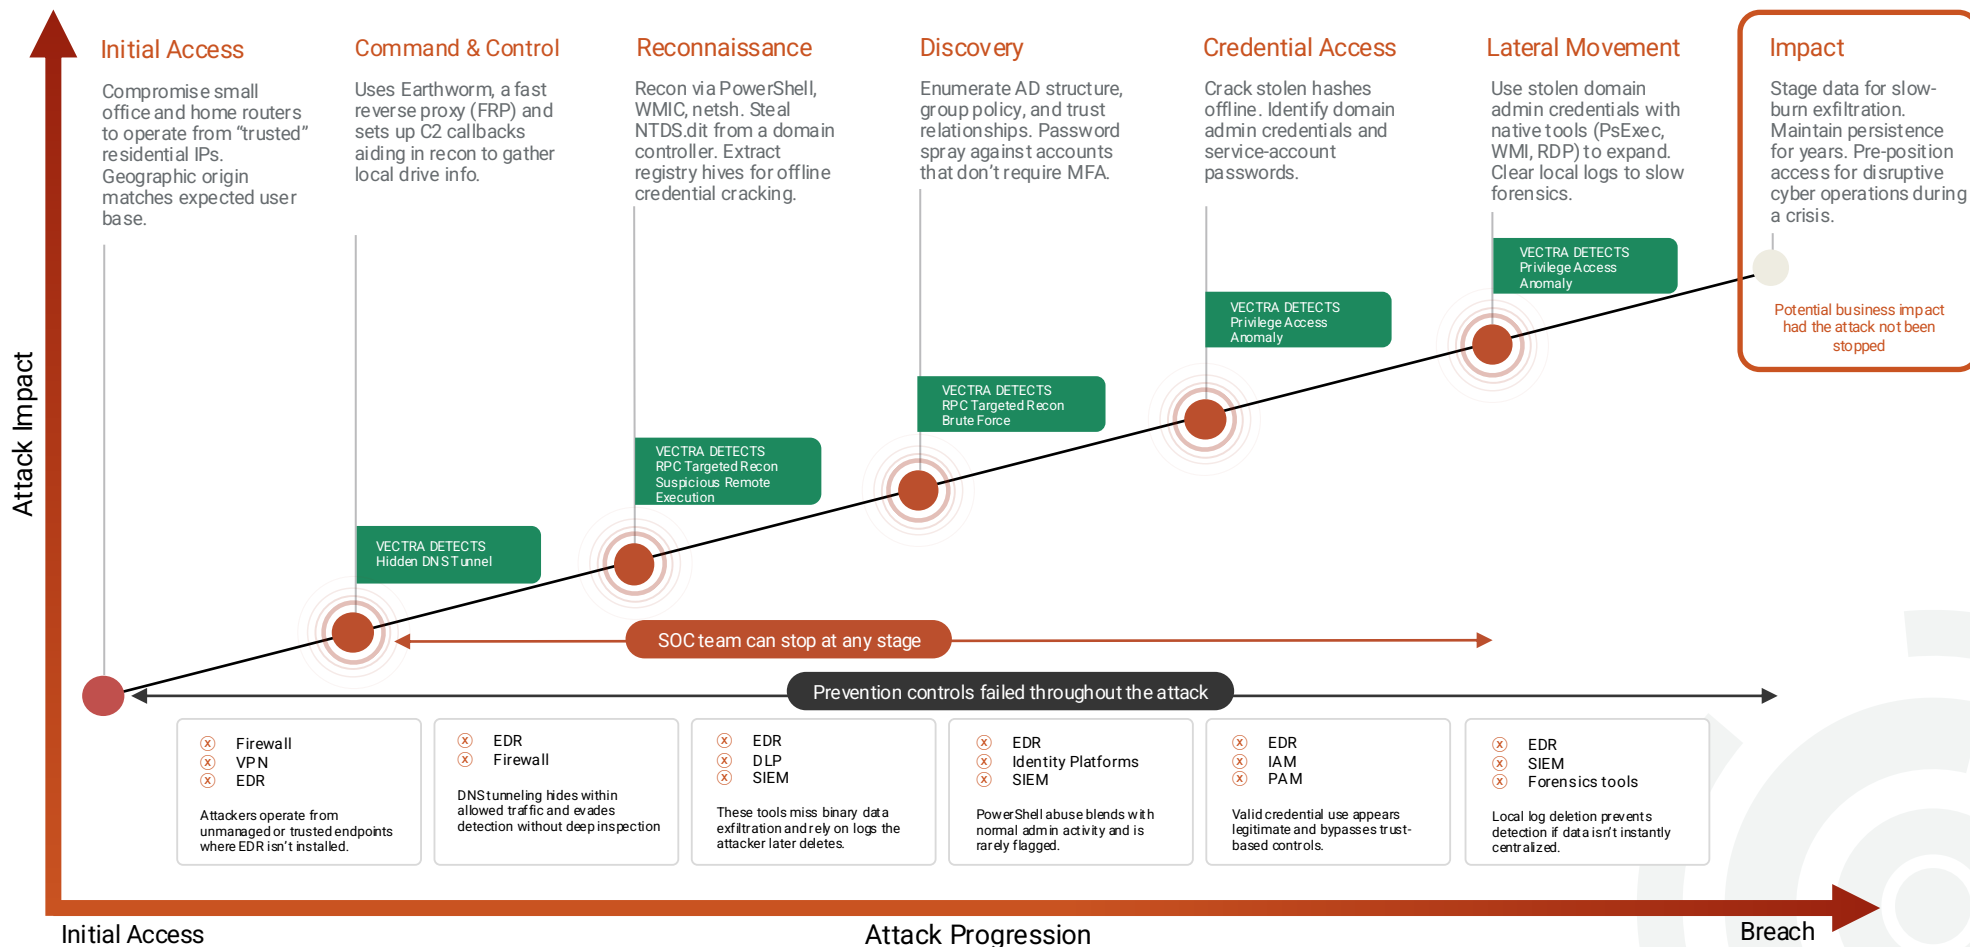 Initial Access
Compromise small
office and home routers
to operate from “trusted”
residential IPs.
Geographic origin
matches expected user
base.
Command & Control
Uses Earthworm, a fast
reverse proxy (FRP) and
sets up C2 callbacks
aiding in recon to gather
local drive info.
Reconnaissance
Recon via PowerShell,
WMIC, netsh. Steal
NTDS.dit from a domain
controller. Extract
registry hives for offline
credential cracking.
Discovery
Enumerate AD structure,
group policy, and trust
relationships. Password
spray against accounts
that don’t require MFA.
Credential Access
Crack stolen hashes
offline. Identify domain
admin credentials and
service-account
passwords.
Lateral Movement
Use stolen domain
admin credentials with
native tools (PsExec,
WMI, RDP) to expand.
Clear local logs to slow
forensics.
Impact
Stage data for slow-
burn exfiltration.
Maintain persistence
for years. Pre-position
access for disruptive
cyber operations during
a crisis.
Potential business impact
had the attack not been
stopped
VECTRA DETECTS
Hidden DNS Tunnel
VECTRA DETECTS
RPC Targeted Recon
Suspicious Remote
Execution
VECTRA DETECTS
RPC Targeted Recon
Brute Force
VECTRA DETECTS
Privilege Access
Anomaly
VECTRA DETECTS
Privilege Access
Anomaly
Attack Impact
SOC team can stop at any stage
Prevention controls failed throughout the attack
Firewall
VPN
EDR
Attackers operate from
unmanaged or trusted endpoints
where EDR isn’t installed.
EDR
Firewall
DNS tunneling hides within
allowed traffic and evades
detection without deep inspection
EDR
DLP
SIEM
These tools miss binary data
exfiltration and rely on logs the
attacker later deletes.
EDR
Identity Platforms
SIEM
PowerShell abuse blends with
normal admin activity and is
rarely flagged.
EDR
IAM
PAM
Valid credential use appears
legitimate and bypasses trust-
based controls.
EDR
SIEM
Forensics tools
Local log deletion prevents
detection if data isn’t instantly
centralized.
Initial Access
Attack Progression
Breach